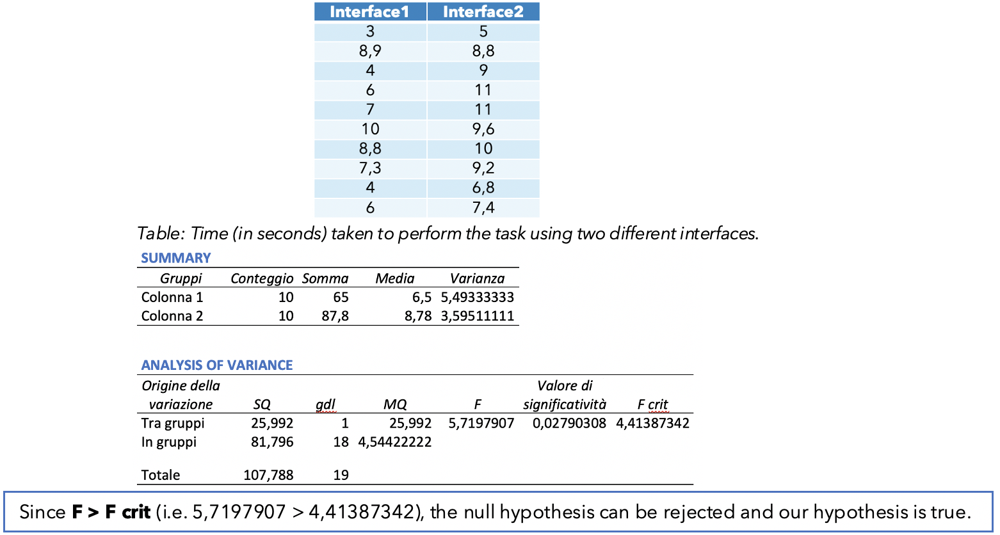 Interface1 Interface2
3 5
8,9 8,8
4 9
6 11
7 11
10 9,6
8,8 10
7,3 9,2
4 6,8
6 7,4
Table: Time (in seconds) taken to perform the task using two different interfaces.
SUMMARY
Gruppi Conteggio Somma Media Varianza
Colonna 1 10 65 6,5 5,49333333
Colonna 2 10 87,8 8,78 3,59511111
ANALYSIS OF VARIANCE
Origine della Valore di
variazione SQ gdl MQ F significatività F crit
Tra gruppi 25,992 1 25,992 5,7197907 0,02790308 4,41387342
In gruppi 81,796 18 4,54422222
Totale 107,788 19
Since F > F crit (i.e. 5,7197907 > 4,41387342), the null hypothesis can be rejected and our hypothesis is true.